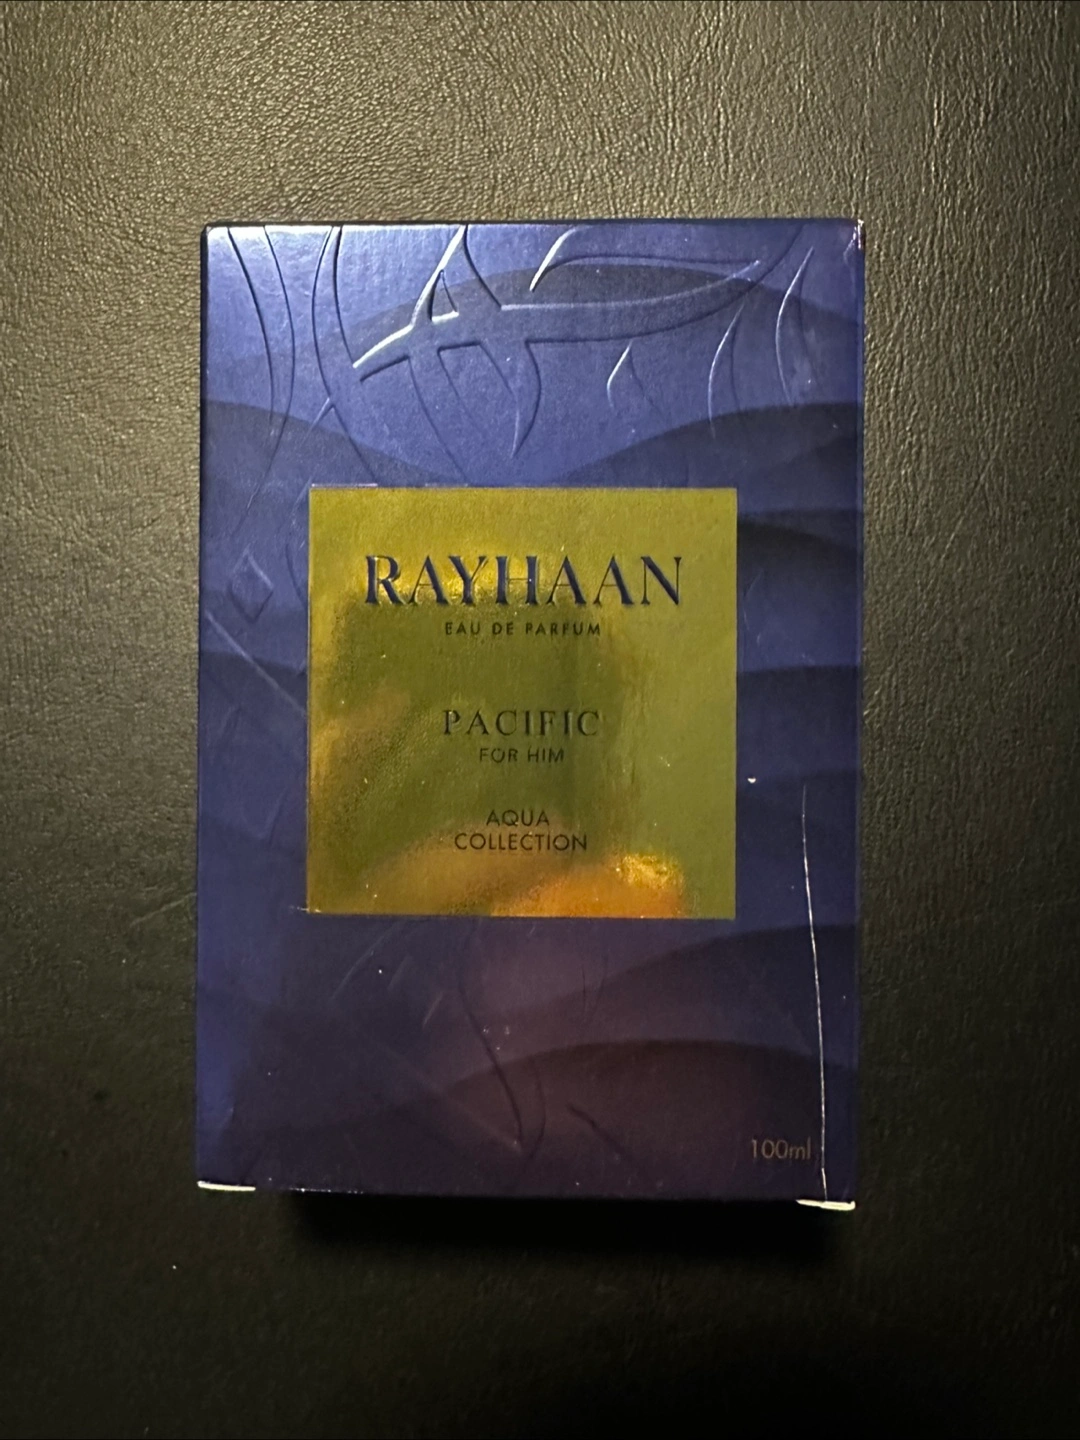 RAYHAAN
EAU DE PARFUM
PACIFIC
FOR HIM
AQUA
COLLECTION
100ml